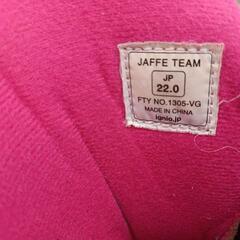 JAFFE TEAM
JP
22.0
FTY NO.1305-VG
MADE IN CHINA
ignio.jp